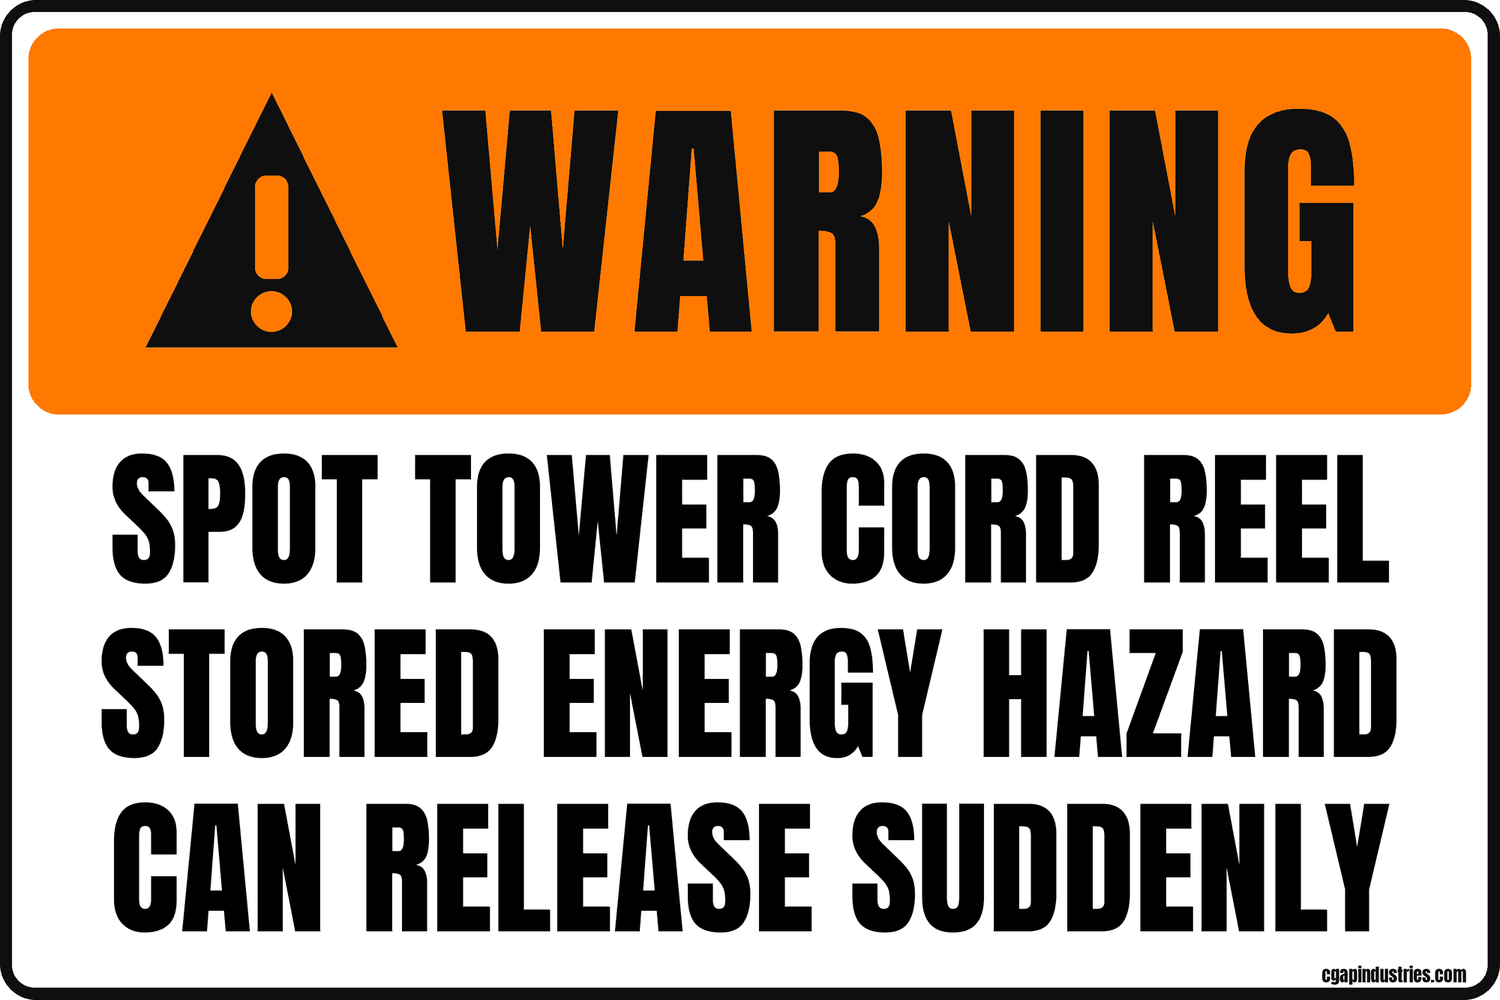 WARNING
SPOT TOWER CORD REEL
STORED ENERGY HAZARD
CAN RELEASE SUDDENLY
cgapindustries.com